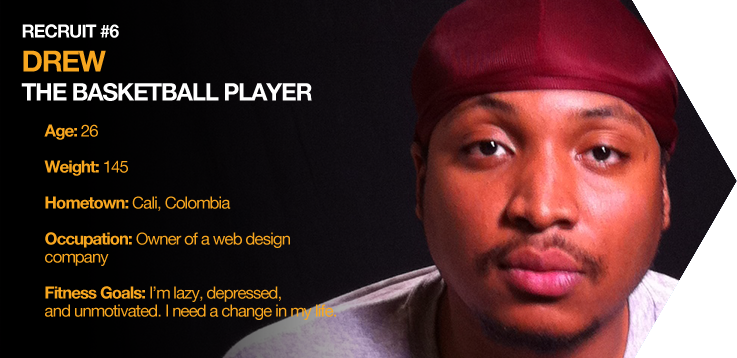 RECRUIT #6
DREW
THE BASKETBALL PLAYER
Age: 26
Weight: 145
Hometown: Cali, Colombia
Occupation: Owner of a web design
company
Fitness Goals: I'm lazy, depressed,
and unmotivated. I need a change in my life.